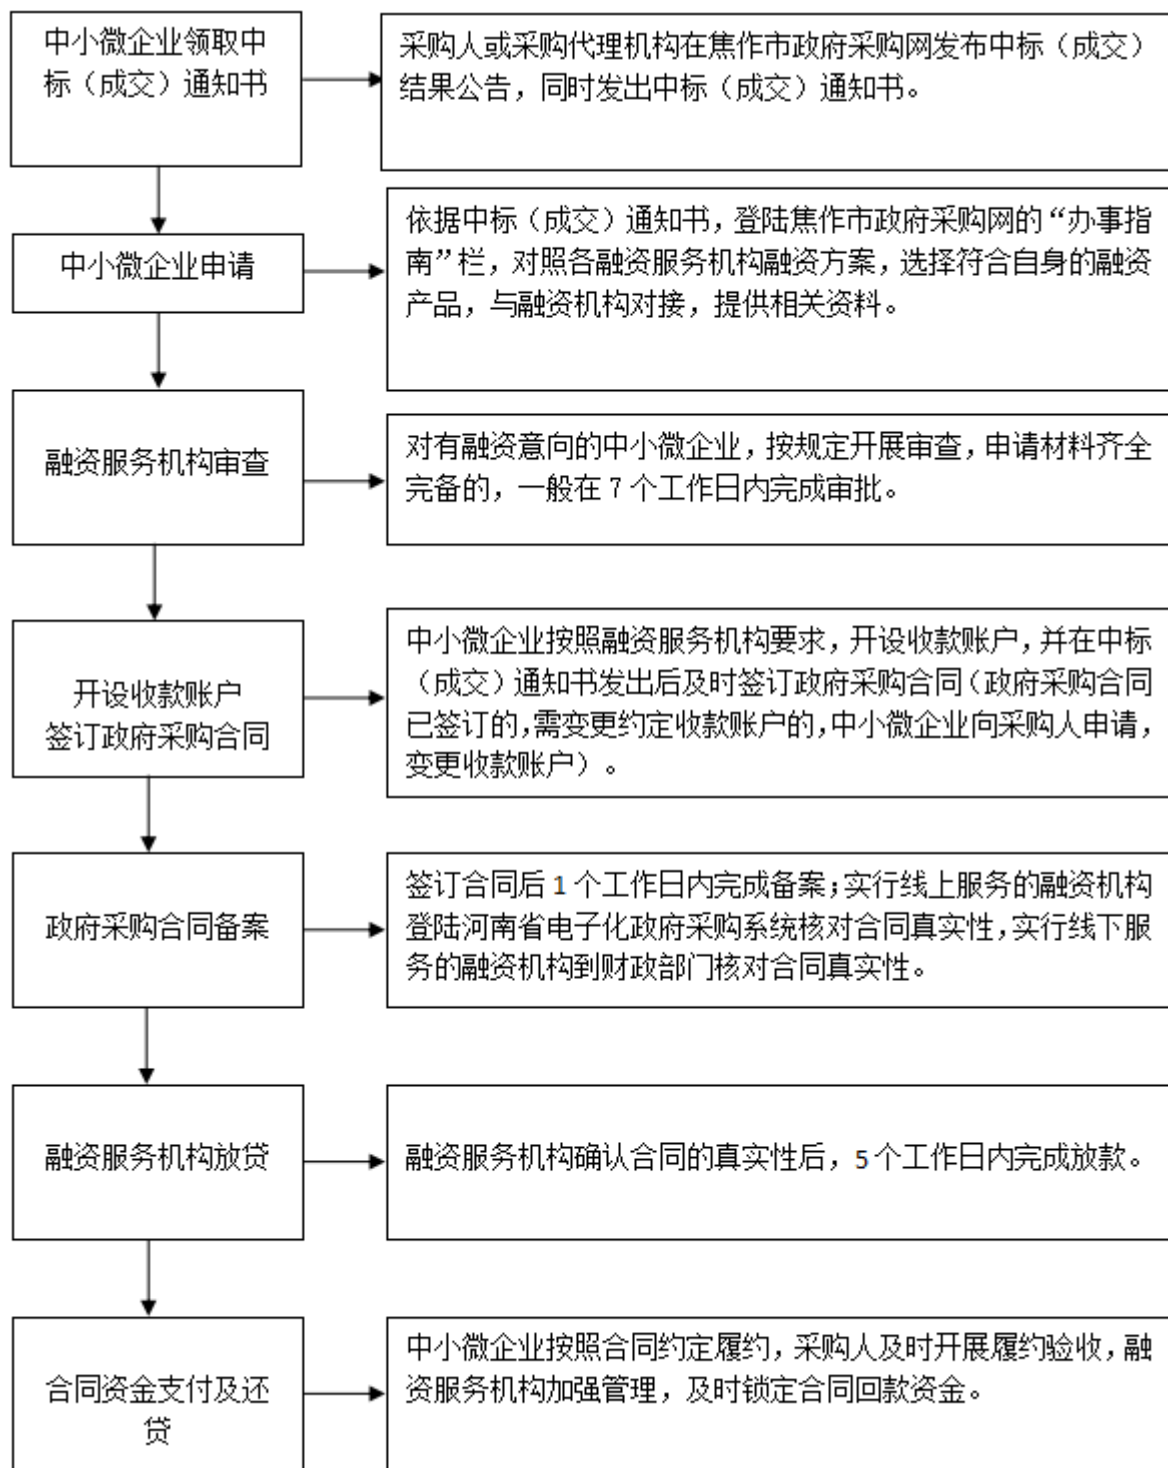 中小微企业领取中
标（成交）通知书
采购人或采购代理机构在焦作市政府采购网发布中标（成交）
结果公告，同时发出中标（成交）通知书。
中小微企业申请
依据中标（成交）通知书，登陆焦作市政府采购网的“办事指
南”栏，对照各融资服务机构融资方案，选择符合自身的融资
产品，与融资机构对接，提供相关资料。
融资服务机构审查
对有融资意向的中小微企业，按规定开展审查，申请材料齐全
完备的，一般在7个工作日内完成审批。
开设收款账户
签订政府采购合同
中小微企业按照融资服务机构要求，开设收款账户，并在中标
（成交）通知书发出后及时签订政府采购合同（政府采购合同
已签订的，需变更约定收款账户的，中小微企业向采购人申请，
变更收款账户）。
政府采购合同备案
签订合同后1个工作日内完成备案；实行线上服务的融资机构
登陆河南省电子化政府采购系统核对合同真实性，实行线下服
务的融资机构到财政部门核对合同真实性。
融资服务机构放贷
融资服务机构确认合同的真实性后，5个工作日内完成放款。
合同资金支付及还
贷
中小微企业按照合同约定履约，采购人及时开展履约验收，融
资服务机构加强管理，及时锁定合同回款资金。